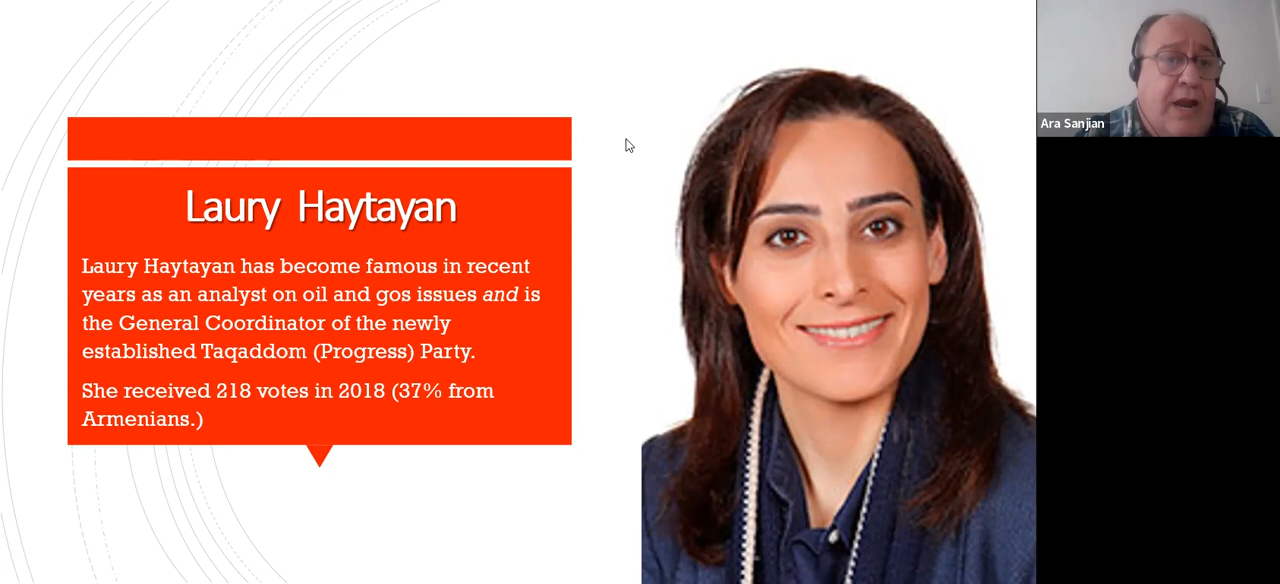 Laury Haytayan
Laury Haytayan has become famous in recent
years as an analyst on oil and gos issues and is
the General Coordinator of the newly
established Taqaddom (Progress) Party.
She received 218 votes in 2018 (37% from
Armenians.)
Ara Sanjian